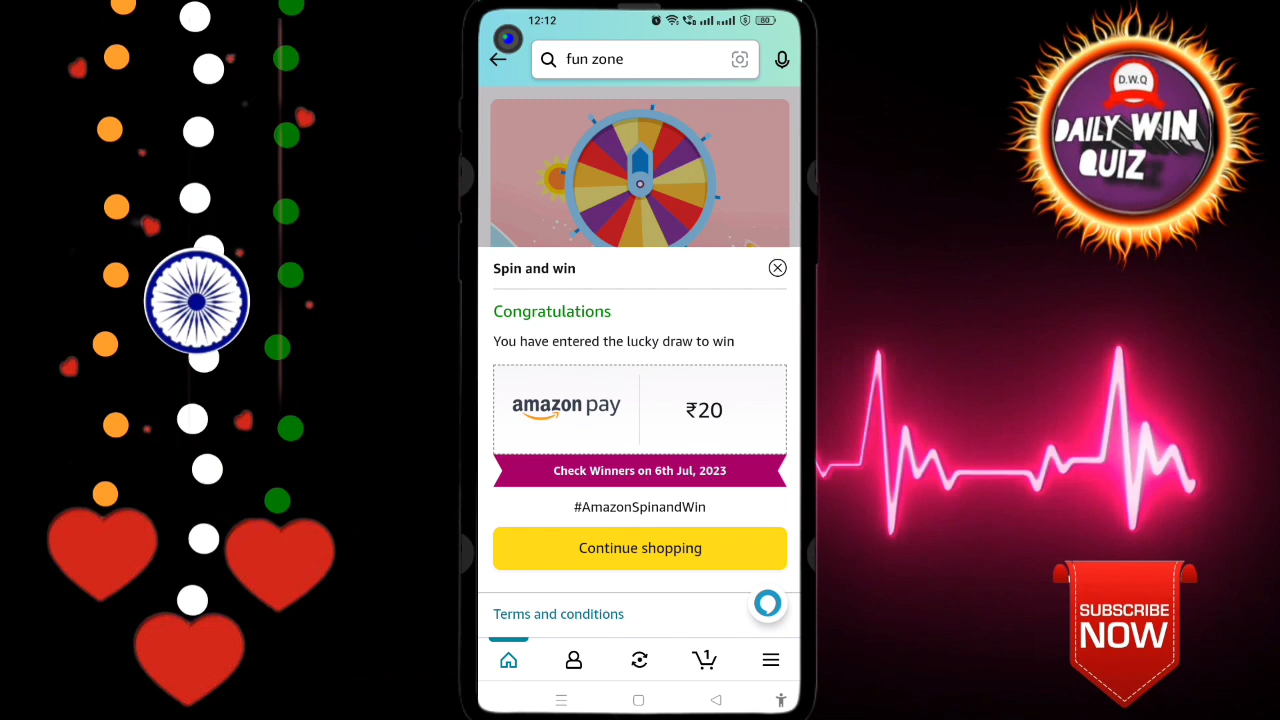 12:12
80
fun zone
Spin and win
Congratulations
You have entered the lucky draw to win
amazon pay
₹20
Check Winners on 6th Jul, 2023
#AmazonSpinandWin
Continue shopping
Terms and conditions
1
D.W.Q
DAILY WIN
QUIZ
SUBSCRIBE
NOW